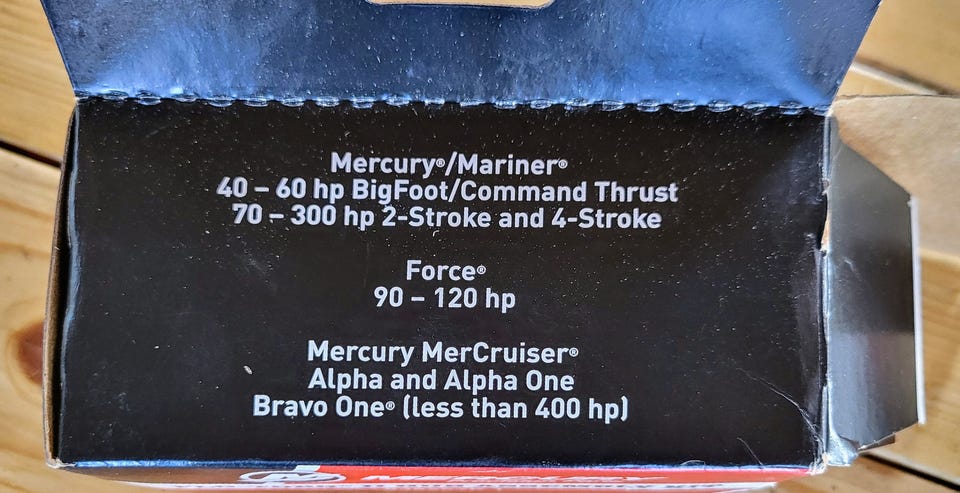 Mercury®/Mariner®
40 – 60 hp BigFoot/Command Thrust
70 – 300 hp 2-Stroke and 4-Stroke
Force®
90 – 120 hp
Mercury MerCruiser®
Alpha and Alpha One
Bravo One® (less than 400 hp)